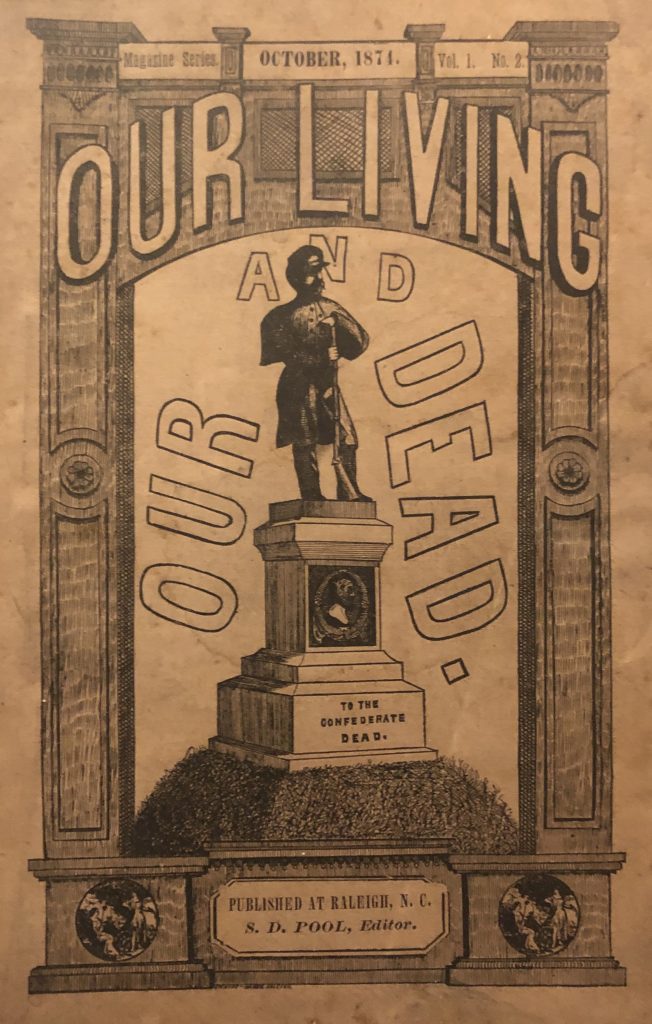 Magazine Series.
OCTOBER, 1874.
Vol. 1. No. 2
OUR LIVING
AND
OUR DEAD.
TO THE
CONFEDERATE
DEAD.
PUBLISHED AT RALEIGH, N. C.
S. D. POOL, Editor.